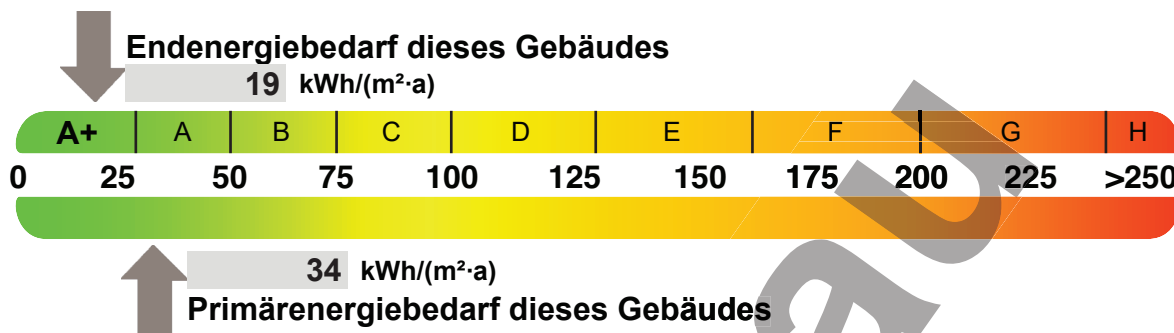 Endenergiebedarf dieses Gebäudes
19 kWh/(m²·a)
A+ A B C D E F G H
0 25 50 75 100 125 150 175 200 225 >250
34 kWh/(m²·a)
Primärenergiebedarf dieses Gebäudes
au